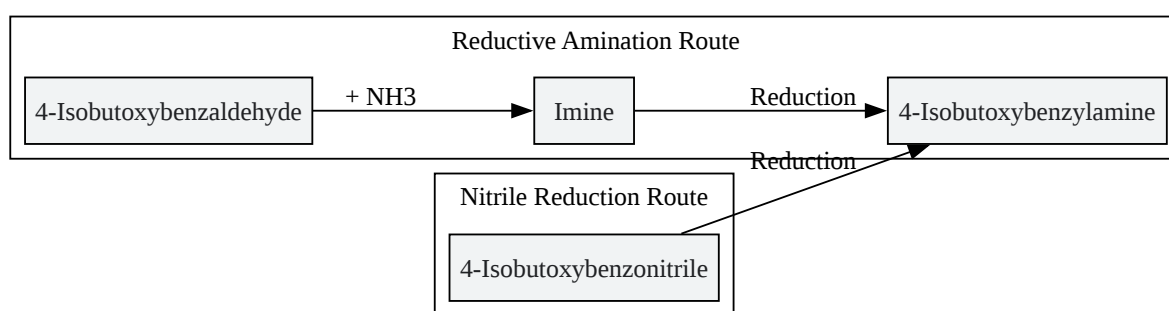 Reductive Amination Route
4-Isobutoxybenzaldehyde
+ NH3
Imine
Reduction
4-Isobutoxybenzylamine
Reduction
Nitrile Reduction Route
4-Isobutoxybenzonitrile